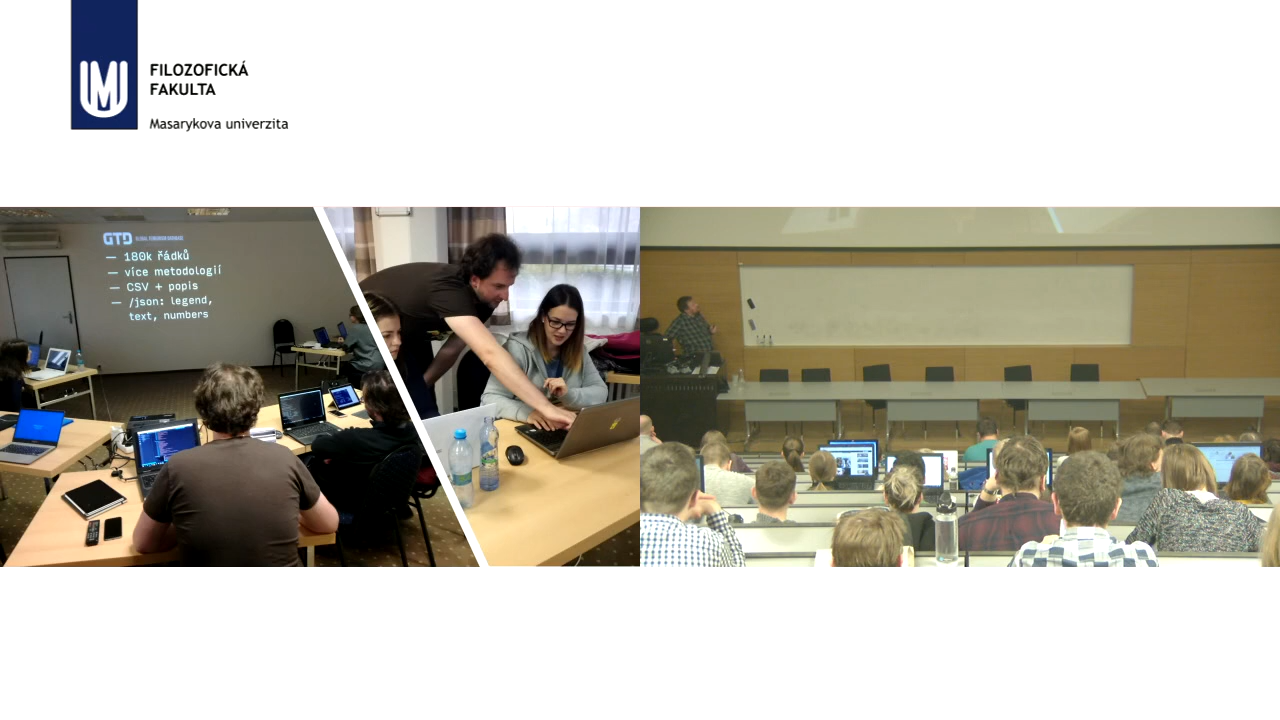 FILOZOFICKÁ
FAKULTA
Masarykova univerzita
GTD
— 180k řádků
— více metodologií
— CSV + popis
— /json: legend,
text, numbers